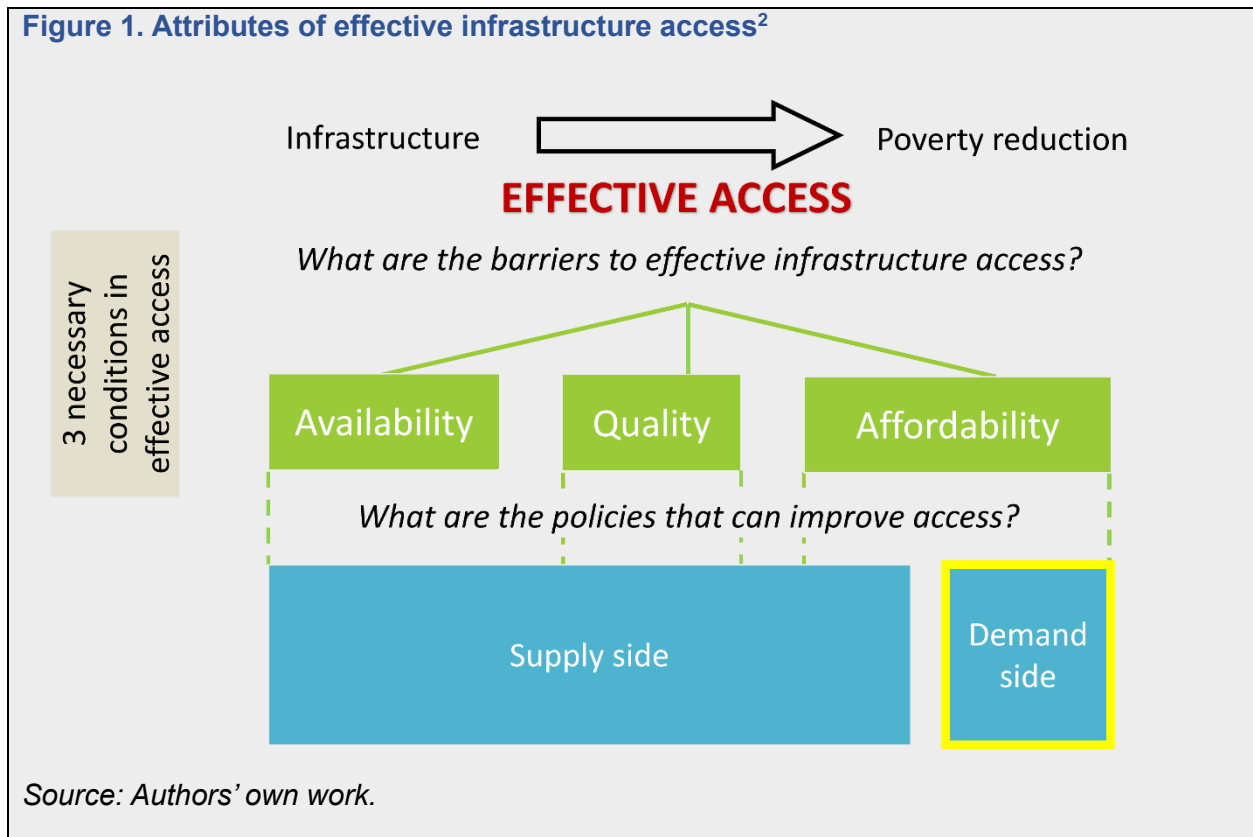 Figure 1. Attributes of effective infrastructure access²
Infrastructure
Poverty reduction
EFFECTIVE ACCESS
What are the barriers to effective infrastructure access?
3 necessary
conditions in
effective access
Availability
Quality
Affordability
What are the policies that can improve access?
Supply side
Demand
side
Source: Authors’ own work.